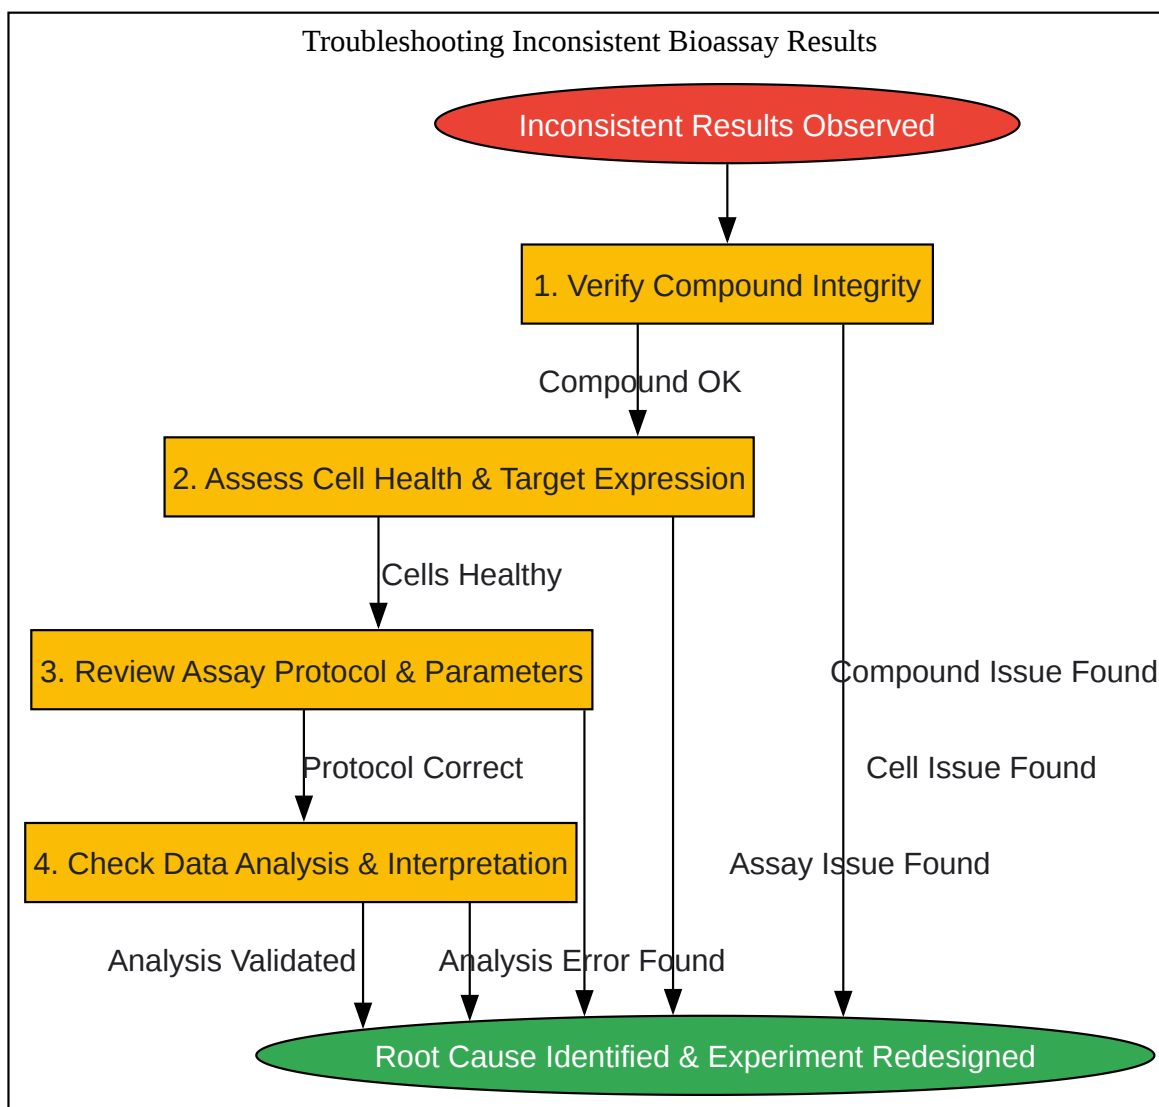 Troubleshooting Inconsistent Bioassay Results
Inconsistent Results Observed
1. Verify Compound Integrity
Compound OK
2. Assess Cell Health & Target Expression
Cells Healthy
3. Review Assay Protocol & Parameters
Compound Issue Found
Protocol Correct
Cell Issue Found
4. Check Data Analysis & Interpretation
Assay Issue Found
Analysis Validated
Analysis Error Found
Root Cause Identified & Experiment Redesigned